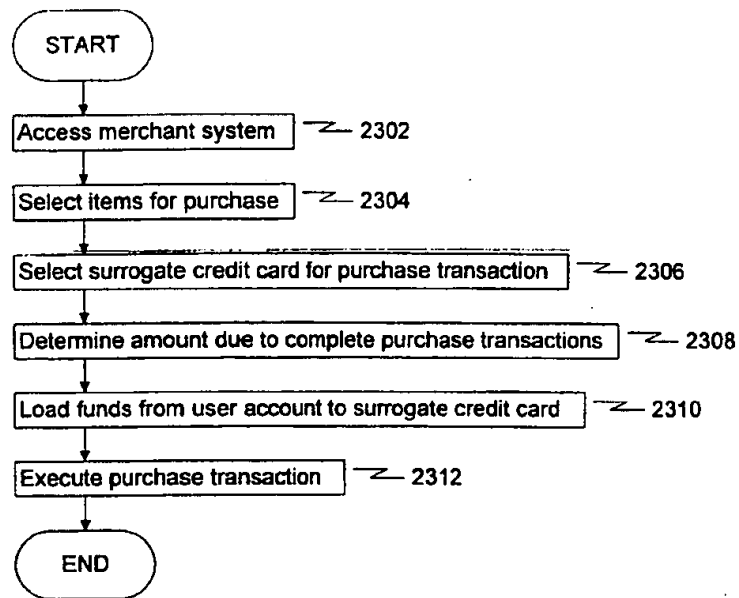 START
Access merchant system 2302
Select items for purchase 2304
Select surrogate credit card for purchase transaction 2306
Determine amount due to complete purchase transactions 2308
Load funds from user account to surrogate credit card 2310
Execute purchase transaction 2312
END